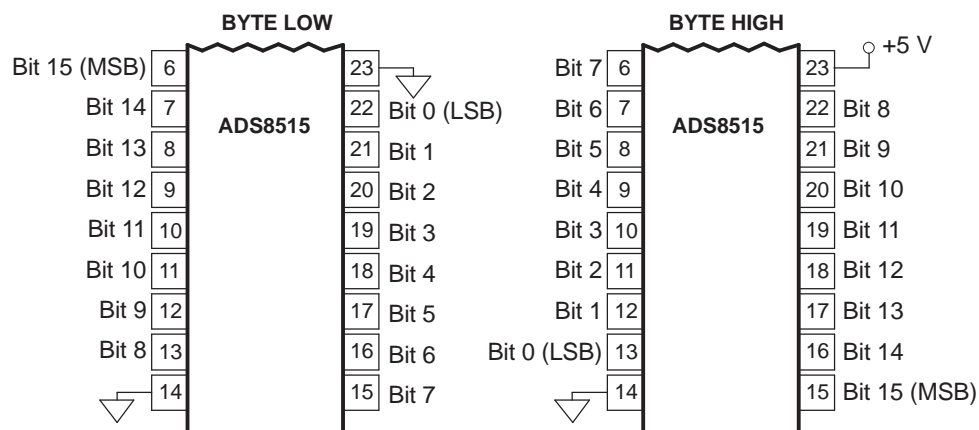 BYTE LOW
Bit 15 (MSB) 6 23
Bit 14 7 22 Bit 0 (LSB)
ADS8515
Bit 13 8 21 Bit 1
Bit 12 9 20 Bit 2
Bit 11 10 19 Bit 3
Bit 10 11 18 Bit 4
Bit 9 12 17 Bit 5
Bit 8 13 16 Bit 6
14 15 Bit 7
BYTE HIGH
+5 V
Bit 7 6 23
Bit 6 7 22 Bit 8
ADS8515
Bit 5 8 21 Bit 9
Bit 4 9 20 Bit 10
Bit 3 10 19 Bit 11
Bit 2 11 18 Bit 12
Bit 1 12 17 Bit 13
Bit 0 (LSB) 13 16 Bit 14
14 15 Bit 15 (MSB)